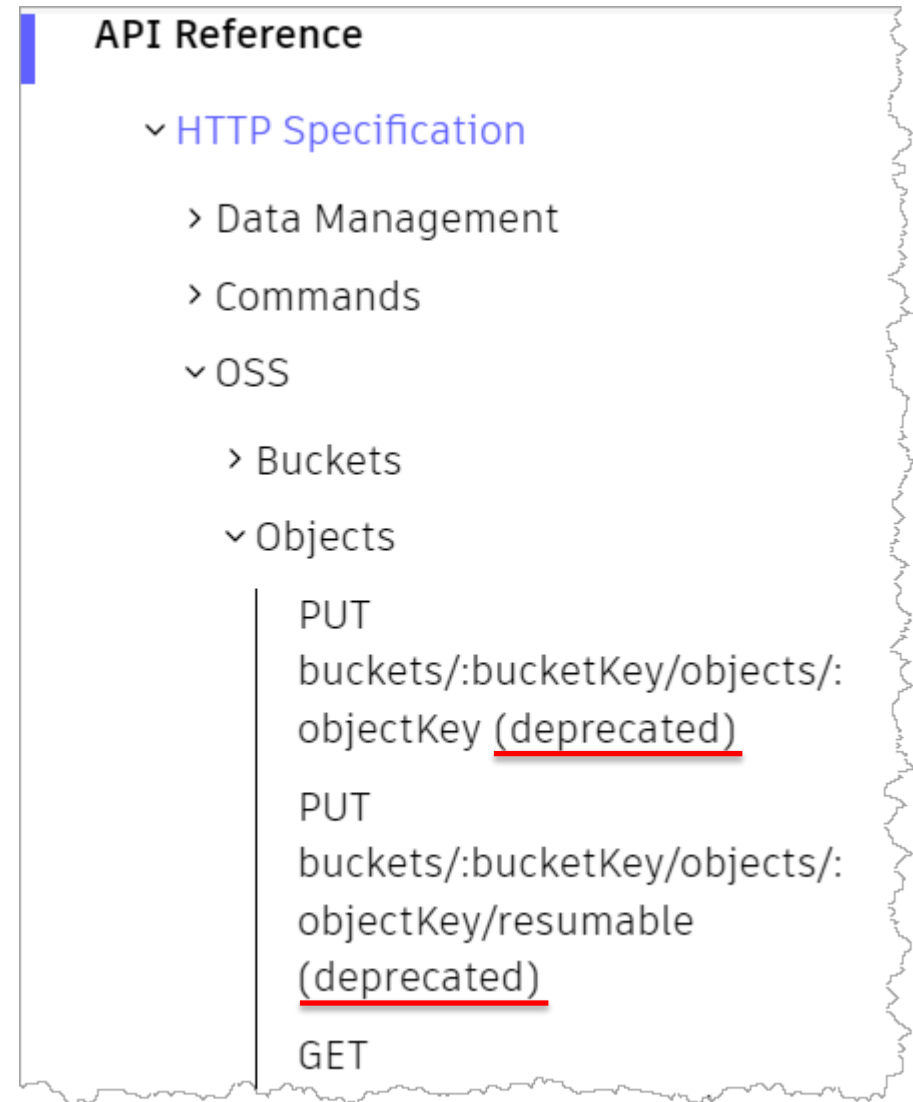 API Reference
HTTP Specification
Data Management
Commands
OSS
Buckets
Objects
PUT
buckets/:bucketKey/objects/:
objectKey (deprecated)
PUT
buckets/:bucketKey/objects/:
objectKey/resumable
(deprecated)
GET